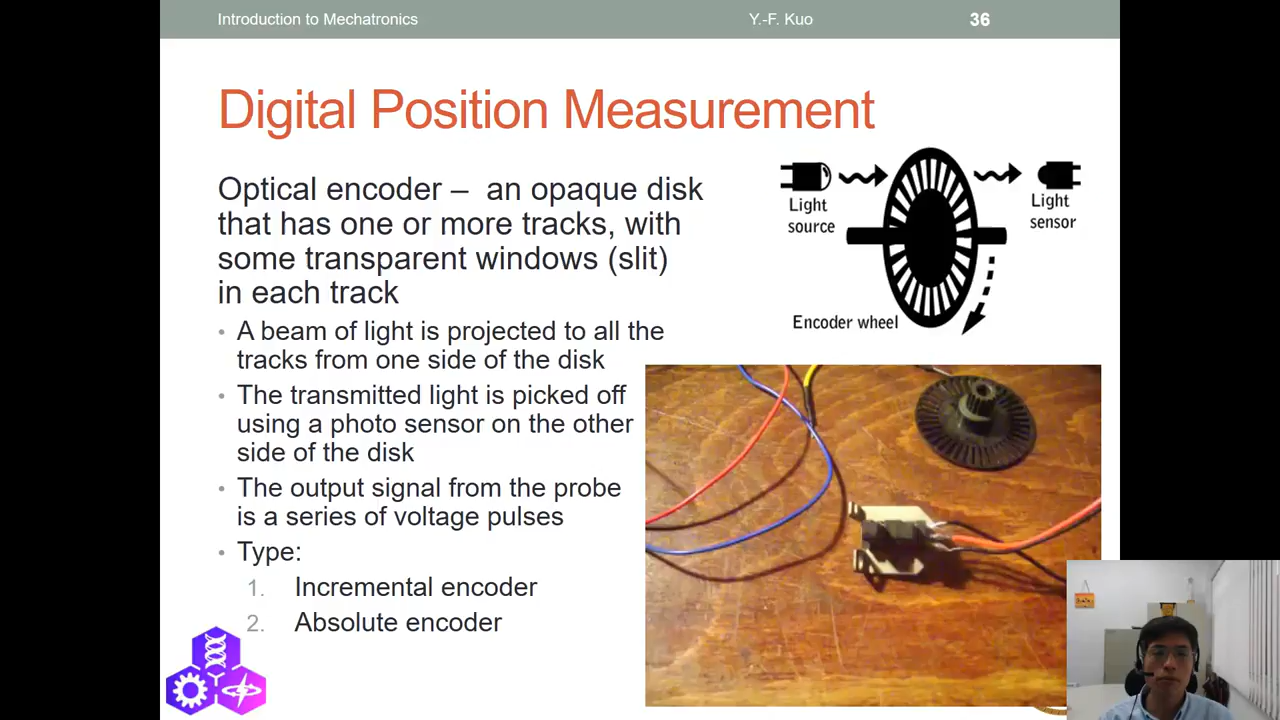 Introduction to Mechatronics
Y.-F. Kuo
36
Digital Position Measurement
Optical encoder – an opaque disk
that has one or more tracks, with
some transparent windows (slit)
in each track
• A beam of light is projected to all the
tracks from one side of the disk
• The transmitted light is picked off
using a photo sensor on the other
side of the disk
• The output signal from the probe
is a series of voltage pulses
• Type:
1. Incremental encoder
2. Absolute encoder
Light
source
Light
sensor
Encoder wheel